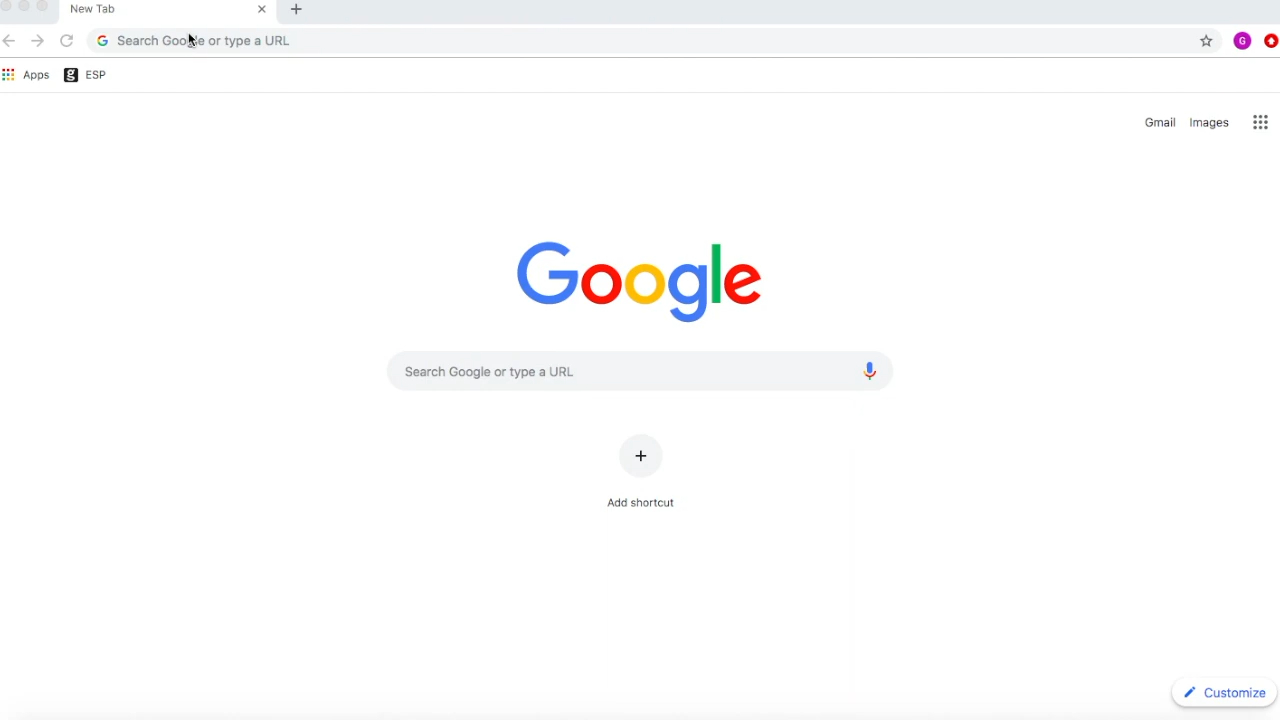 New Tab
Search Google or type a URL
G
Apps
g ESP
Gmail Images
Google
Search Google or type a URL
Add shortcut
Customize